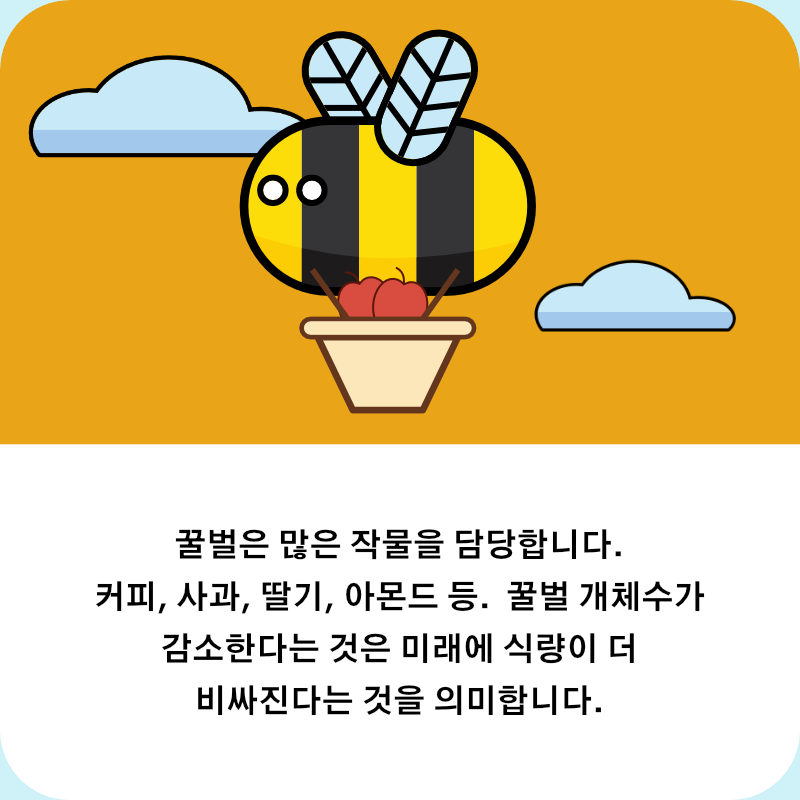 꿀벌은 많은 작물을 담당합니다.
커피, 사과, 딸기, 아몬드 등.  꿀벌 개체수가
감소한다는 것은 미래에 식량이 더
비싸진다는 것을 의미합니다.